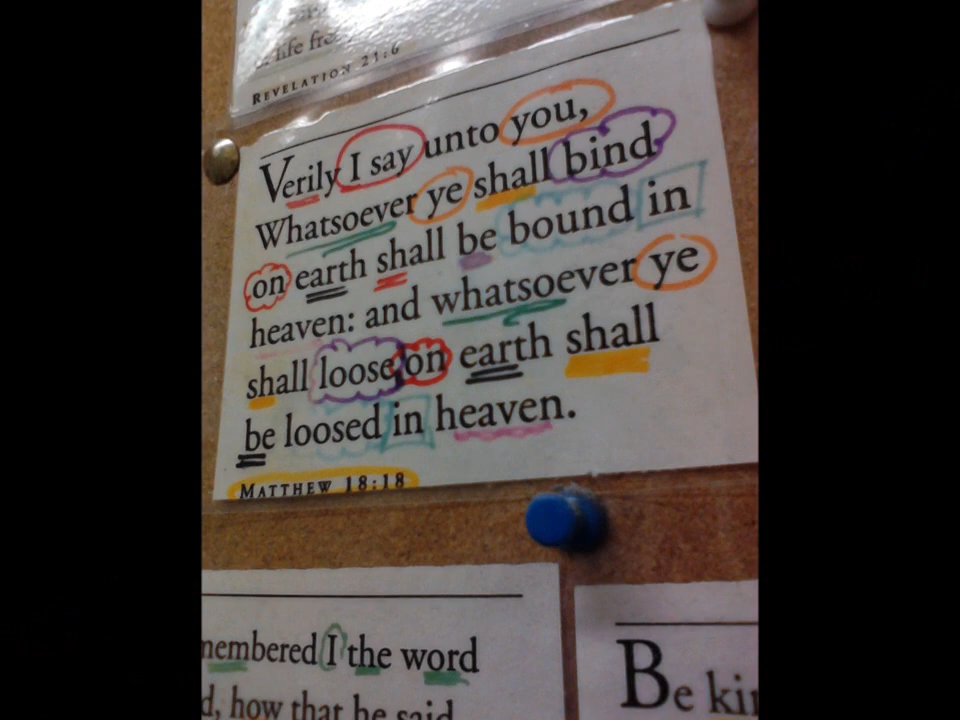 life
REVELATION 21:6
Verily I say unto you,
Whatsoever ye shall bind
on earth shall be bound in
heaven: and whatsoever ye
shall loose on earth shall
be loosed in heaven.
MATTHEW 18:18
membered I the word
d, how that he said
Be kin